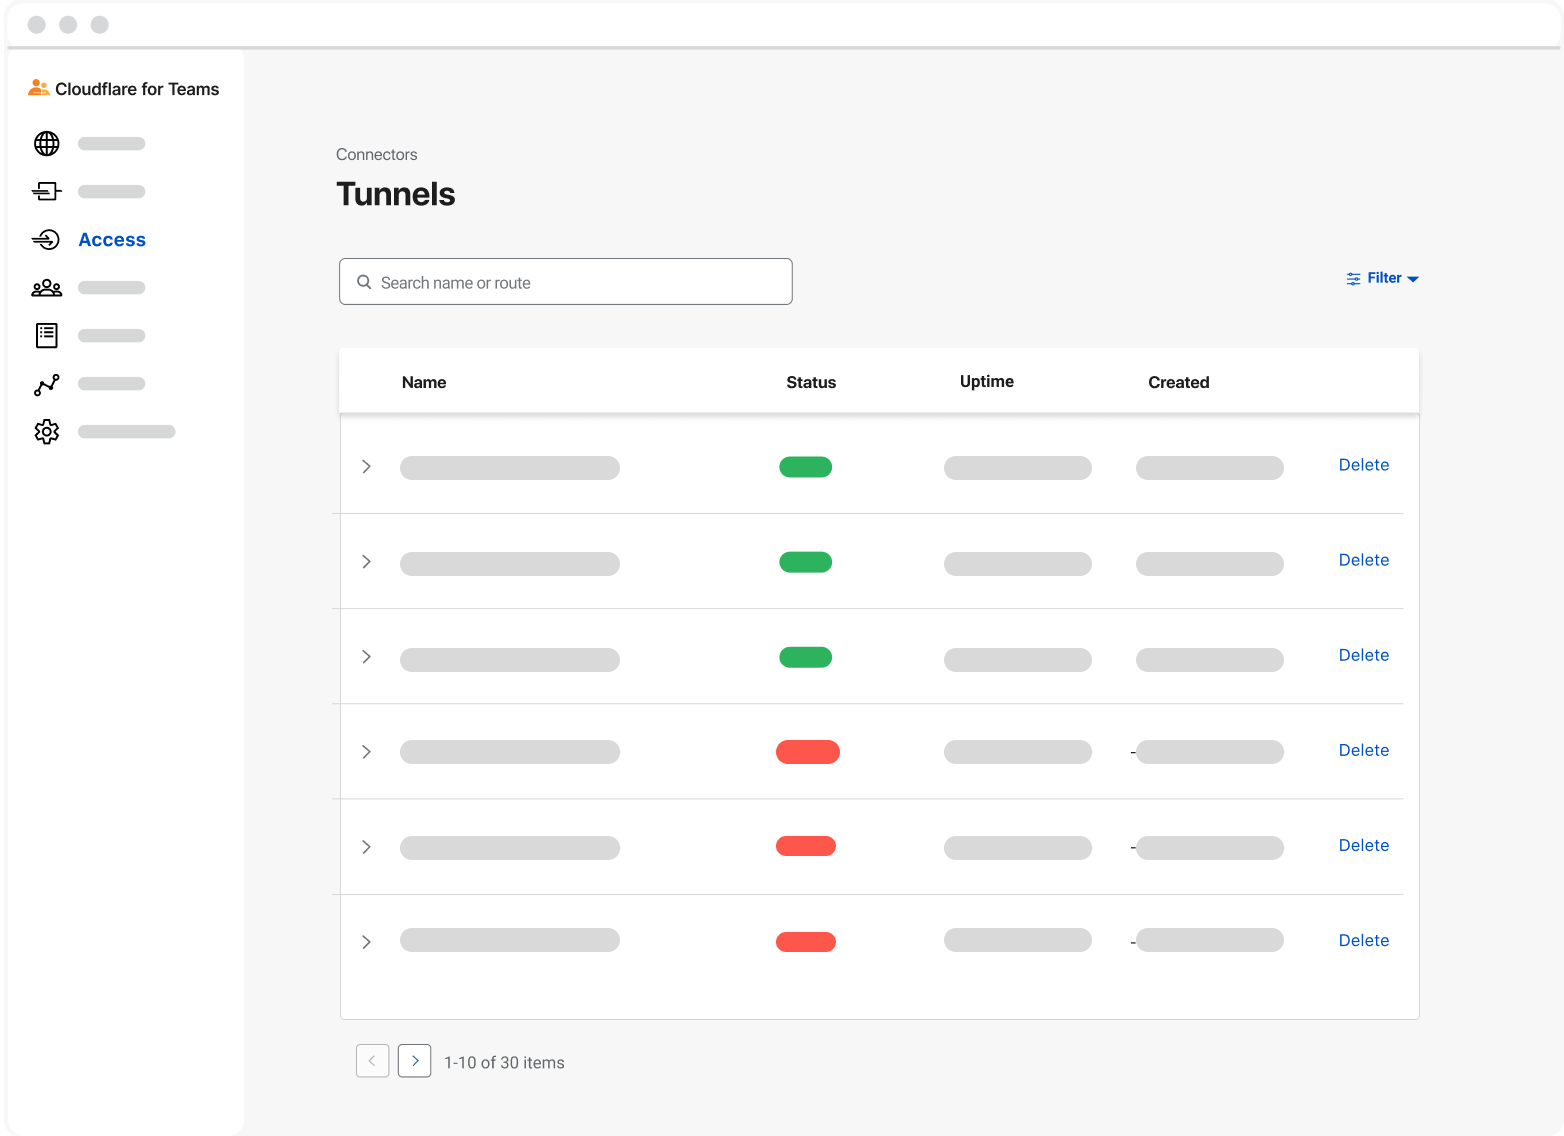 Cloudflare for Teams
Access
Connectors
Tunnels
Search name or route
Filter
Name Status Uptime Created
Delete
Delete
Delete
- Delete
- Delete
- Delete
1-10 of 30 items